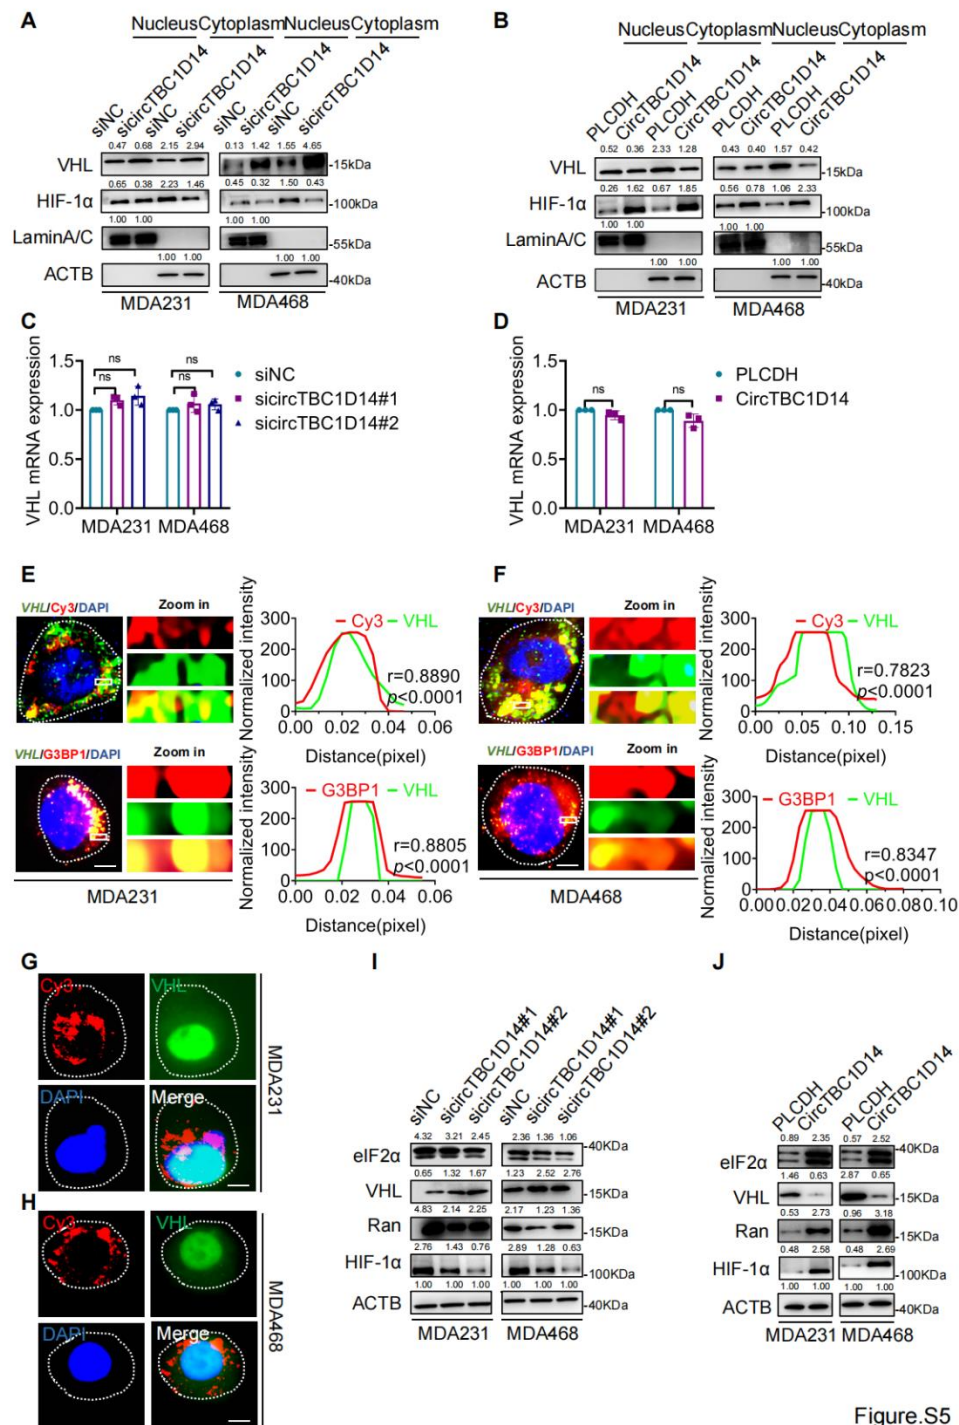 A
NucleusCytoplasm NucleusCytoplasm
siNC sicircTBC1D14 siNC sicircTBC1D14 siNC sicircTBC1D14 siNC sicircTBC1D14
0.47 0.68 2.15 2.94 0.13 1.42 1.55 4.65
VHL -15kDa
0.65 0.38 2.23 1.46 0.45 0.32 1.50 0.43
HIF-1α -100kDa
1.00 1.00 1.00 1.00
LaminA/C -55kDa
1.00 1.00 1.00 1.00
ACTB -40kDa
MDA231 MDA468
B
NucleusCytoplasm NucleusCytoplasm
PLCDH CircTBC1D14 PLCDH CircTBC1D14 PLCDH CircTBC1D14 PLCDH CircTBC1D14
0.52 0.36 2.33 1.28 0.43 0.40 1.57 0.42
VHL -15kDa
0.26 1.62 0.67 1.85 0.56 0.78 1.06 2.33
HIF-1α -100kDa
1.00 1.00 1.00 1.00
LaminA/C -55kDa
1.00 1.00 1.00 1.00
ACTB -40kDa
MDA231 MDA468
C
VHL mRNA expression
1.5
1.0
0.5
0.0
ns ns ns ns
MDA231 MDA468
siNC
sicircTBC1D14#1
sicircTBC1D14#2
D
VHL mRNA expression
1.5
1.0
0.5
0.0
ns ns
MDA231 MDA468
PLCDH
CircTBC1D14
E
VHL/Cy3/DAPI Zoom in
Normalized intensity
300
200
100
0
Cy3 VHL
r=0.8890
p<0.0001
0.00 0.02 0.04 0.06
Distance(pixel)
VHL/G3BP1/DAPI Zoom in
Normalized intensity
300
200
100
0
G3BP1 VHL
r=0.8805
p<0.0001
0.00 0.02 0.04 0.06
Distance(pixel)
MDA231
F
VHL/Cy3/DAPI Zoom in
Normalized intensity
300
200
100
0
Cy3 VHL
r=0.7823
p<0.0001
0.00 0.05 0.10 0.15
Distance(pixel)
VHL/G3BP1/DAPI Zoom in
Normalized intensity
300
200
100
0
G3BP1 VHL
r=0.8347
p<0.0001
0.00 0.02 0.04 0.06 0.08 0.10
Distance(pixel)
MDA468
G
Cy3 VHL
DAPI Merge
MDA231
H
Cy3 VHL
DAPI Merge
MDA468
I
siNC sicircTBC1D14#1 sicircTBC1D14#2 siNC sicircTBC1D14#1 sicircTBC1D14#2
4.32 3.21 2.45 2.36 1.36 1.06
eIF2α -40KDa
0.65 1.32 1.67 1.23 2.52 2.76
VHL -15KDa
4.83 2.14 2.25 2.17 1.23 1.36
Ran -15KDa
2.76 1.43 0.76 2.89 1.28 0.63
HIF-1α -100KDa
1.00 1.00 1.00 1.00 1.00 1.00
ACTB -40KDa
MDA231 MDA468
J
PLCDH CircTBC1D14 PLCDH CircTBC1D14
0.89 2.35 0.57 2.52
eIF2α -40KDa
1.46 0.63 2.87 0.65
VHL -15KDa
0.53 2.73 0.96 3.18
Ran -15KDa
0.48 2.58 0.48 2.69
HIF-1α -100KDa
1.00 1.00 1.00 1.00
ACTB -40KDa
MDA231 MDA468
Figure.S5